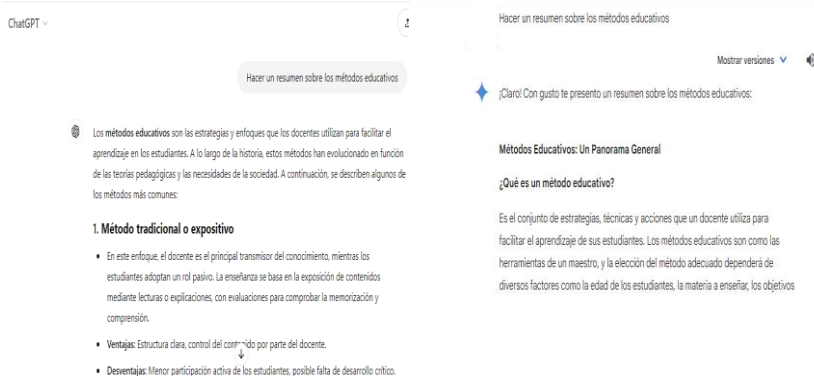 ChatGPT
Hacer un resumen sobre los métodos educativos
Los métodos educativos son las estrategias y enfoques que los docentes utilizan para facilitar el
aprendizaje en los estudiantes. A lo largo de la historia, estos métodos han evolucionado en función
de las teorías pedagógicas y las necesidades de la sociedad. A continuación, se describen algunos de
los métodos más comunes:
1. Método tradicional o expositivo
• En este enfoque, el docente es el principal transmisor del conocimiento, mientras los
estudiantes adoptan un rol pasivo. La enseñanza se basa en la exposición de contenidos
mediante lecturas o explicaciones, con evaluaciones para comprobar la memorización y
comprensión.
• Ventajas: Estructura clara, control del contenido por parte del docente.
• Desventajas: Menor participación activa de los estudiantes, posible falta de desarrollo crítico.
Hacer un resumen sobre los métodos educativos
Mostrar versiones
¡Claro! Con gusto te presento un resumen sobre los métodos educativos:
Métodos Educativos: Un Panorama General
¿Qué es un método educativo?
Es el conjunto de estrategias, técnicas y acciones que un docente utiliza para
facilitar el aprendizaje de sus estudiantes. Los métodos educativos son como las
herramientas de un maestro, y la elección del método adecuado dependerá de
diversos factores como la edad de los estudiantes, la materia a enseñar, los objetivos